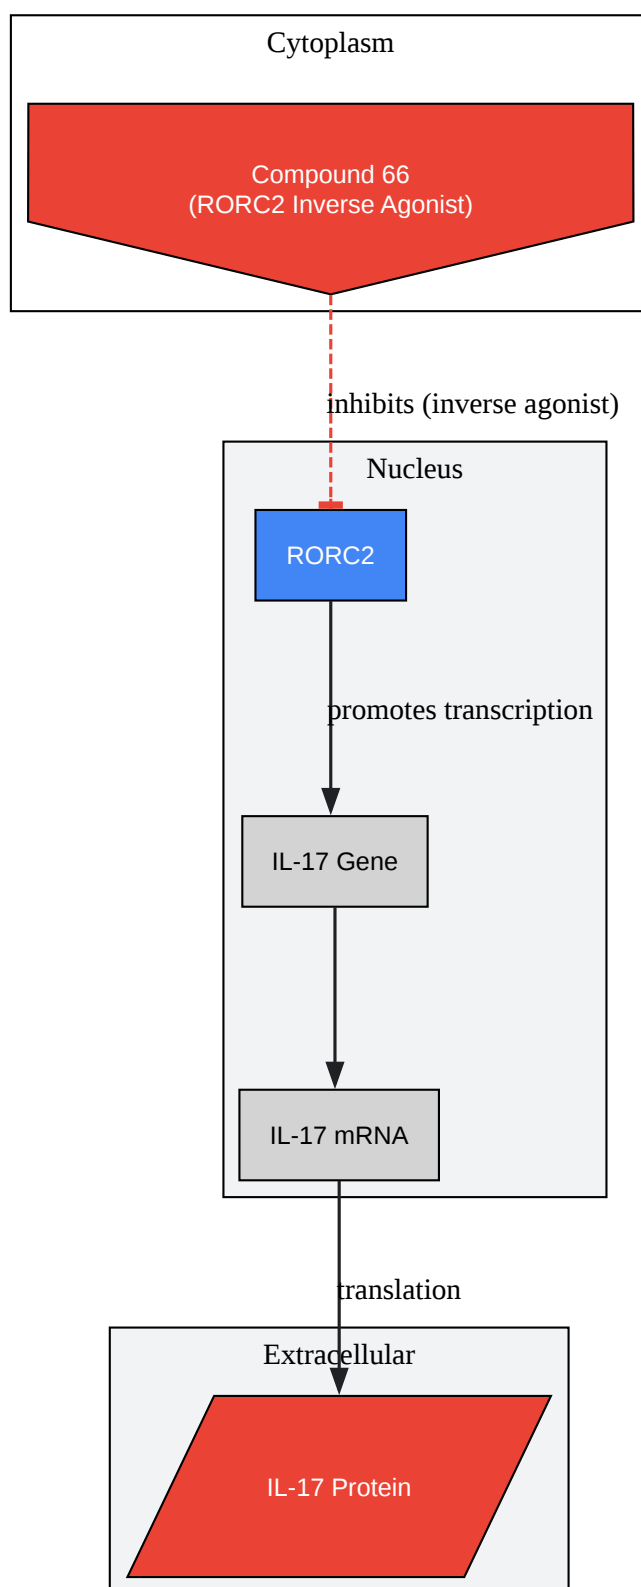 Cytoplasm
Compound 66
(RORC2 Inverse Agonist)
inhibits (inverse agonist)
Nucleus
RORC2
promotes transcription
IL-17 Gene
IL-17 mRNA
translation
Extracellular
IL-17 Protein